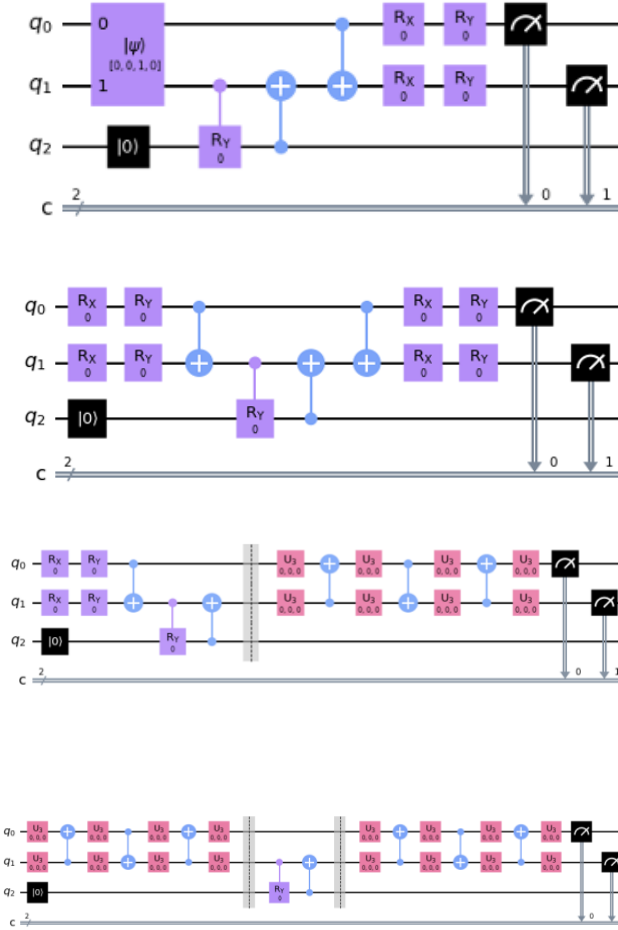 q0 0 |ψ⟩ [0, 0, 1, 0] RX 0 RY 0
q1 1 RX 0 RY 0
q2 |0⟩ RY 0
c 2 0 1
q0 RX 0 RY 0 RX 0 RY 0
q1 RX 0 RY 0 RX 0 RY 0
q2 |0⟩ RY 0
c 2 0 1
q0 RX 0 RY 0 U3 0, 0, 0 U3 0, 0, 0 U3 0, 0, 0 U3 0, 0, 0
q1 RX 0 RY 0 U3 0, 0, 0 U3 0, 0, 0 U3 0, 0, 0 U3 0, 0, 0
q2 |0⟩ RY 0
c 2 0 1
q0 U3 0, 0, 0 U3 0, 0, 0 U3 0, 0, 0 U3 0, 0, 0 U3 0, 0, 0 U3 0, 0, 0 U3 0, 0, 0 U3 0, 0, 0
q1 U3 0, 0, 0 U3 0, 0, 0 U3 0, 0, 0 U3 0, 0, 0 U3 0, 0, 0 U3 0, 0, 0 U3 0, 0, 0 U3 0, 0, 0
q2 |0⟩ RY 0
c 2 0